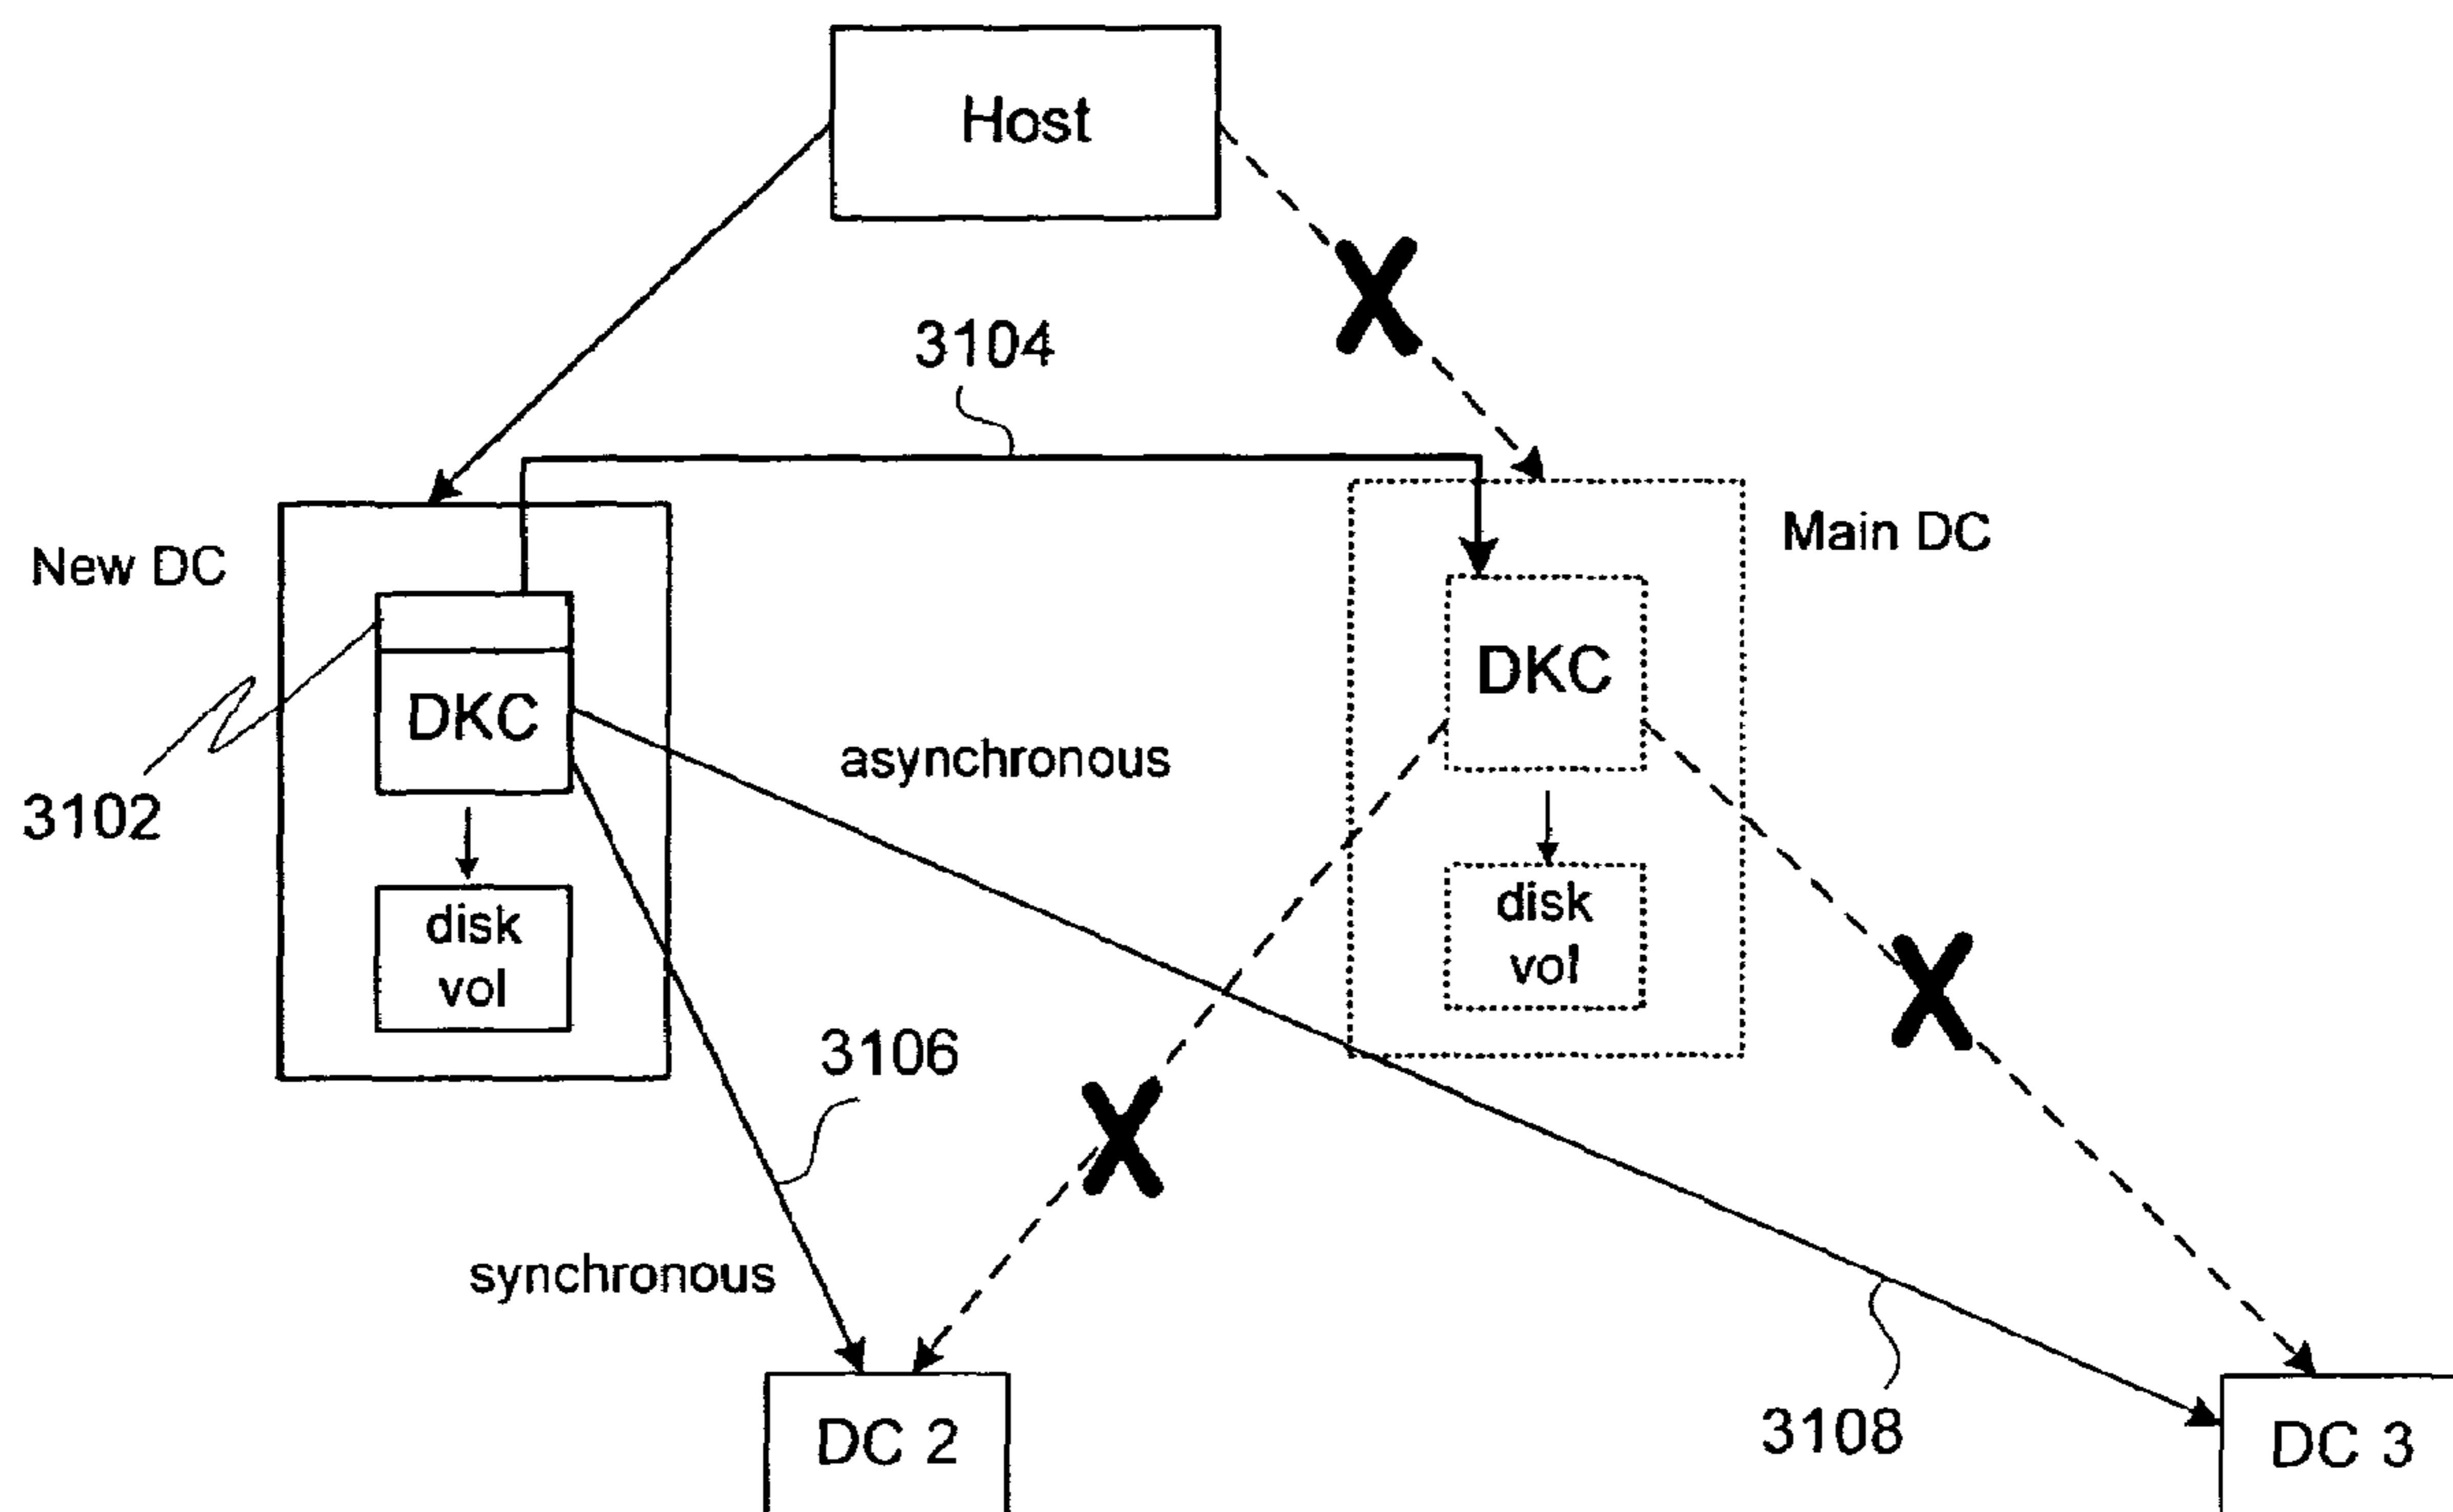 Host
3104
New DC
Main DC
DKC
DKC
asynchronous
3102
disk
vol
disk
vol
3106
synchronous
3108
DC 2
DC 3